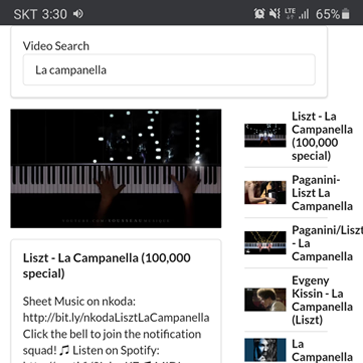 SKT 3:30
LTE
65%
Video Search
La campanella
Liszt - La Campanella (100,000
special)
Sheet Music on nkoda:
http://bit.ly/nkodaLisztLaCampanella
Click the bell to join the notification
squad! 🎵 Listen on Spotify:
Liszt - La
Campanella
(100,000
special)
Paganini-
Liszt La
Campanella
Paganini/Liszt
- La
Campanella
Evgeny
Kissin - La
Campanella
(Liszt)
La
Campanella